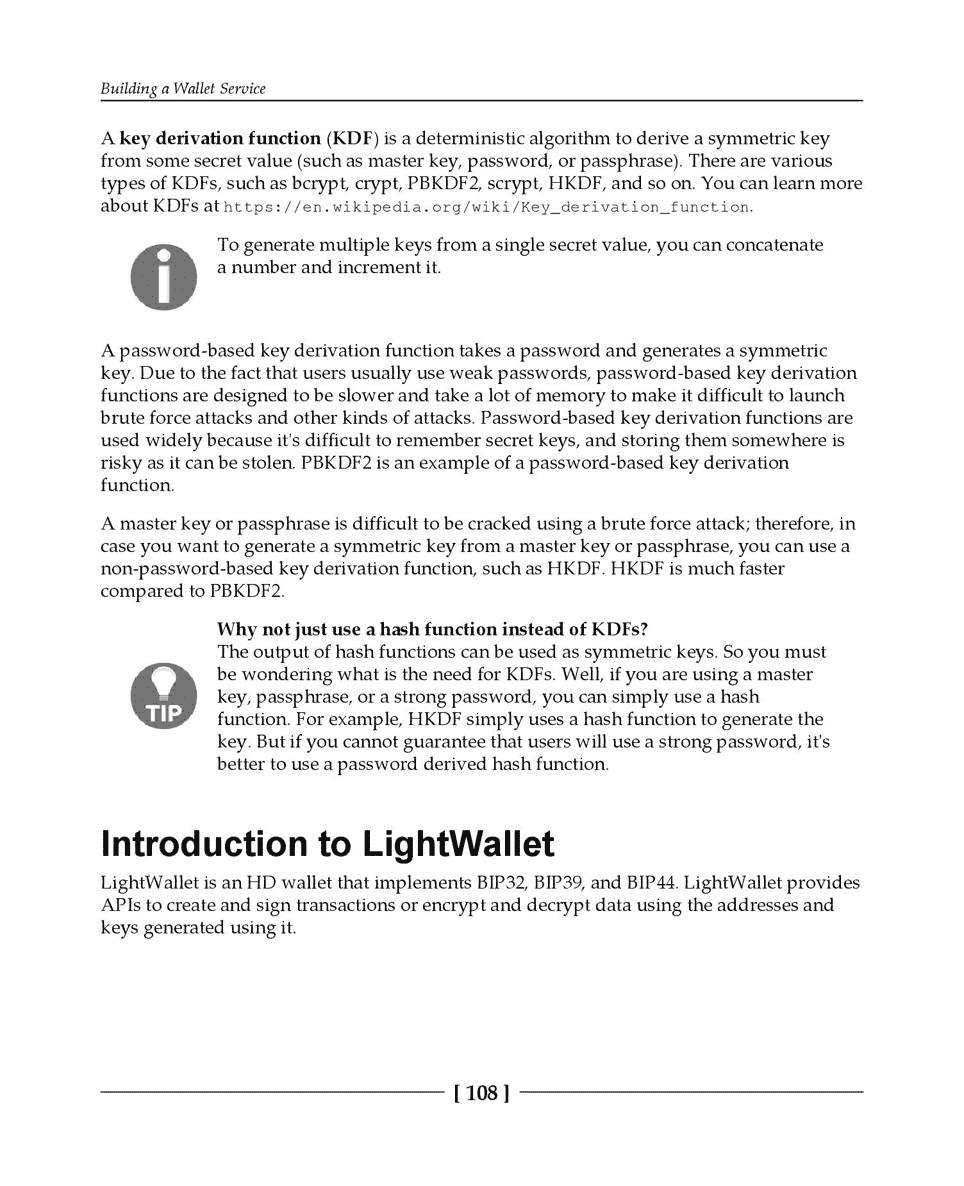 Building a Wallet Service
A key derivation function (KDF) is a deterministic algorithm to derive a symmetric key
from some secret value (such as master key, password, or passphrase). There are various
types of KDFs, such as bcrypt, crypt, PBKDF2, scrypt, HKDF, and so on. You can learn more
about KDFs at https://en.wikipedia.org/wiki/Key_derivation_function.
To generate multiple keys from a single secret value, you can concatenate
a number and increment it.
A password-based key derivation function takes a password and generates a symmetric
key. Due to the fact that users usually use weak passwords, password-based key derivation
functions are designed to be slower and take a lot of memory to make it difficult to launch
brute force attacks and other kinds of attacks. Password-based key derivation functions are
used widely because it's difficult to remember secret keys, and storing them somewhere is
risky as it can be stolen. PBKDF2 is an example of a password-based key derivation
function.
A master key or passphrase is difficult to be cracked using a brute force attack; therefore, in
case you want to generate a symmetric key from a master key or passphrase, you can use a
non-password-based key derivation function, such as HKDF. HKDF is much faster
compared to PBKDF2.
Why not just use a hash function instead of KDFs?
The output of hash functions can be used as symmetric keys. So you must
be wondering what is the need for KDFs. Well, if you are using a master
key, passphrase, or a strong password, you can simply use a hash
function. For example, HKDF simply uses a hash function to generate the
key. But if you cannot guarantee that users will use a strong password, it's
better to use a password derived hash function.
TIP
Introduction to LightWallet
LightWallet is an HD wallet that implements BIP32, BIP39, and BIP44. LightWallet provides
APIs to create and sign transactions or encrypt and decrypt data using the addresses and
keys generated using it.
[ 108 ]